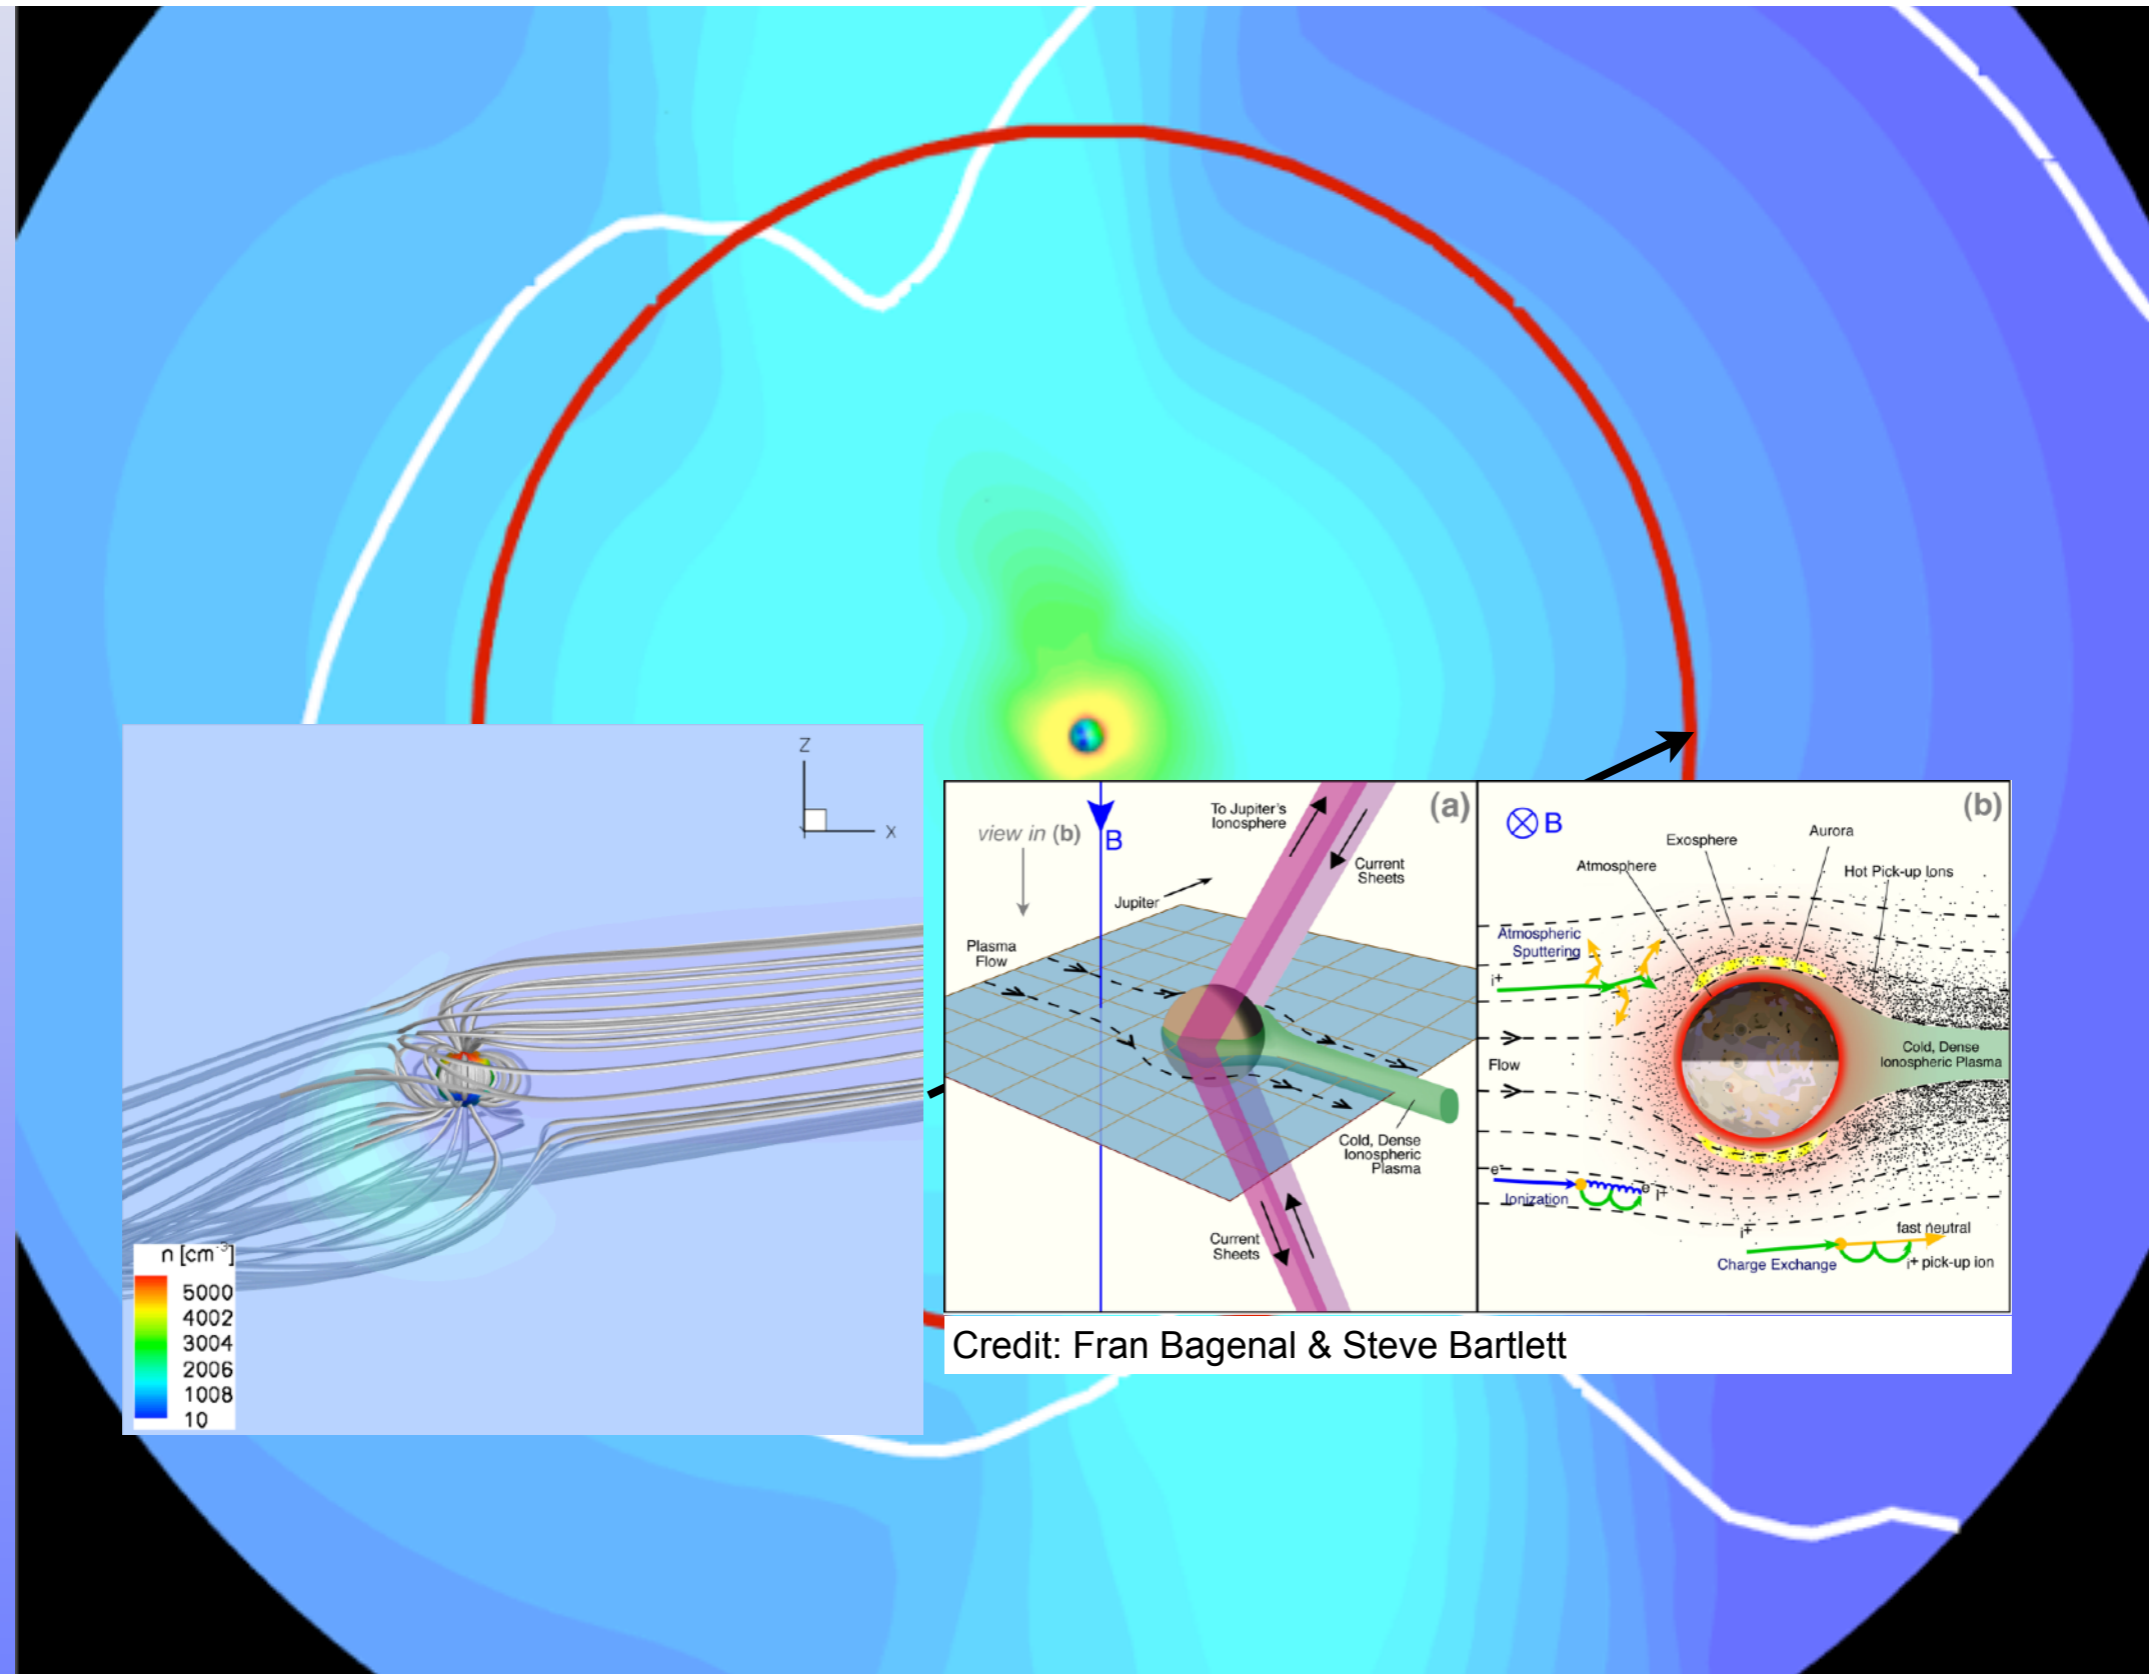 Z
X
n [cm⁻³]
5000
4002
3004
2006
1008
10
(a)
view in (b)
B
To Jupiter's
Ionosphere
Current
Sheets
Jupiter
Plasma
Flow
Cold, Dense
Ionospheric
Plasma
Current
Sheets
(b)
B
Exosphere
Aurora
Atmosphere
Hot Pick-up Ions
Atmospheric
Sputtering
i+
Flow
Cold, Dense
Ionospheric Plasma
e-
e-
i+
Ionization
i+
fast neutral
Charge Exchange
i+ pick-up ion
Credit: Fran Bagenal & Steve Bartlett